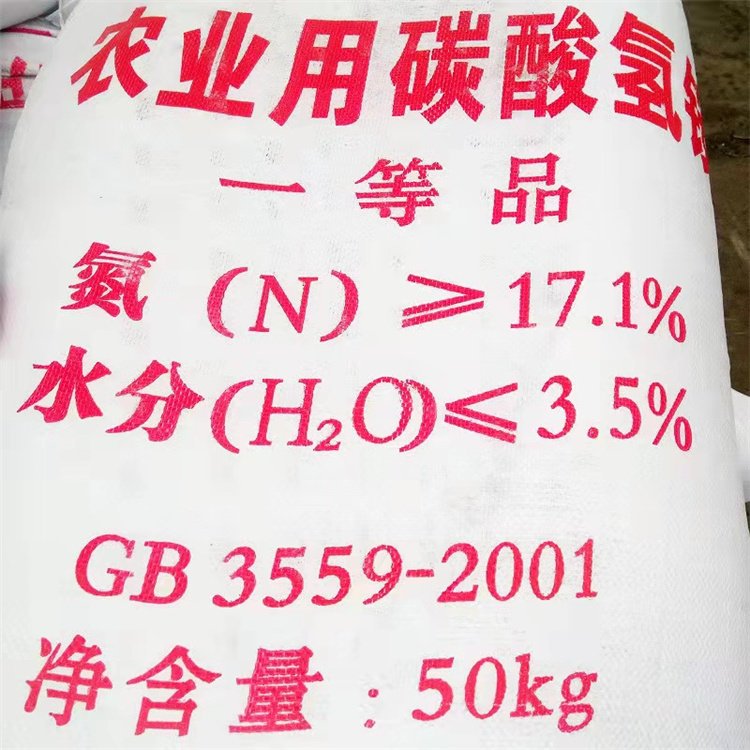 农业用碳酸氢
一等品
氮(N)≥17.1%
水分(H₂O)≤3.5%
GB 3559-2001
净含量:50kg